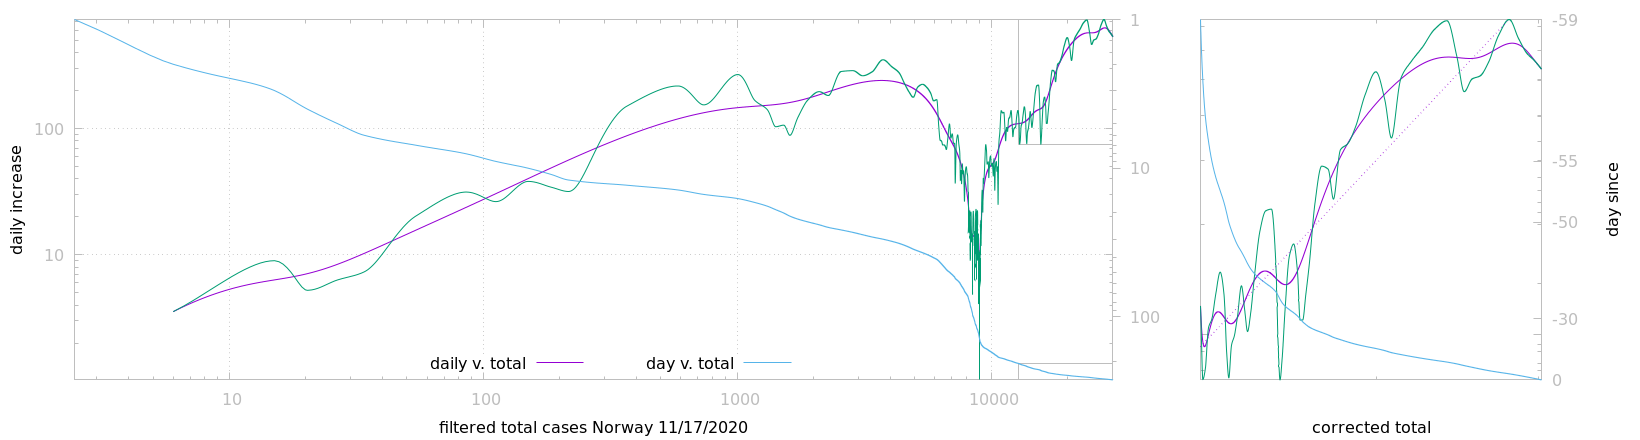 daily increase
100
10
daily v. total
day v. total
10
100
1000
10000
filtered total cases Norway 11/17/2020
1
10
100
-59
-55
-50
-30
0
day since
corrected total